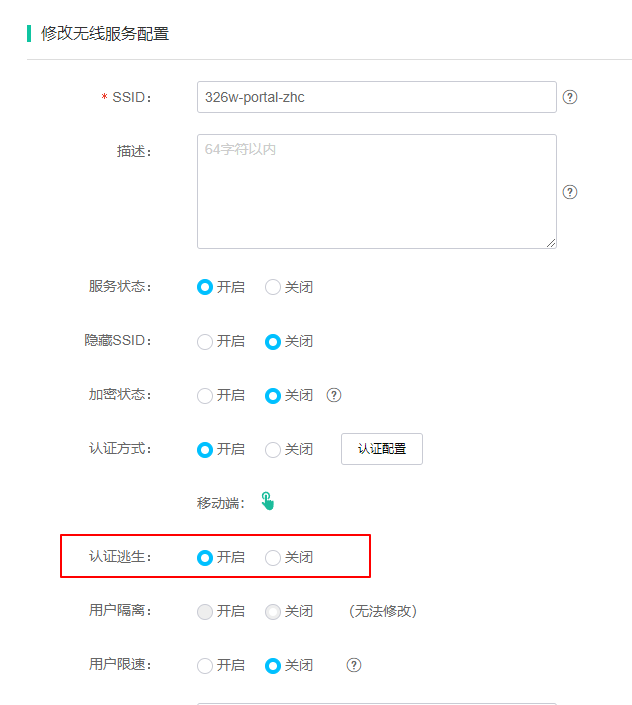 修改无线服务配置
* SSID: 326w-portal-zhc ?
描述: 64字符以内 ?
服务状态: 开启 关闭
隐藏SSID: 开启 关闭
加密状态: 开启 关闭 ?
认证方式: 开启 关闭 认证配置
移动端:
认证逃生: 开启 关闭
用户隔离: 开启 关闭 (无法修改)
用户限速: 开启 关闭 ?